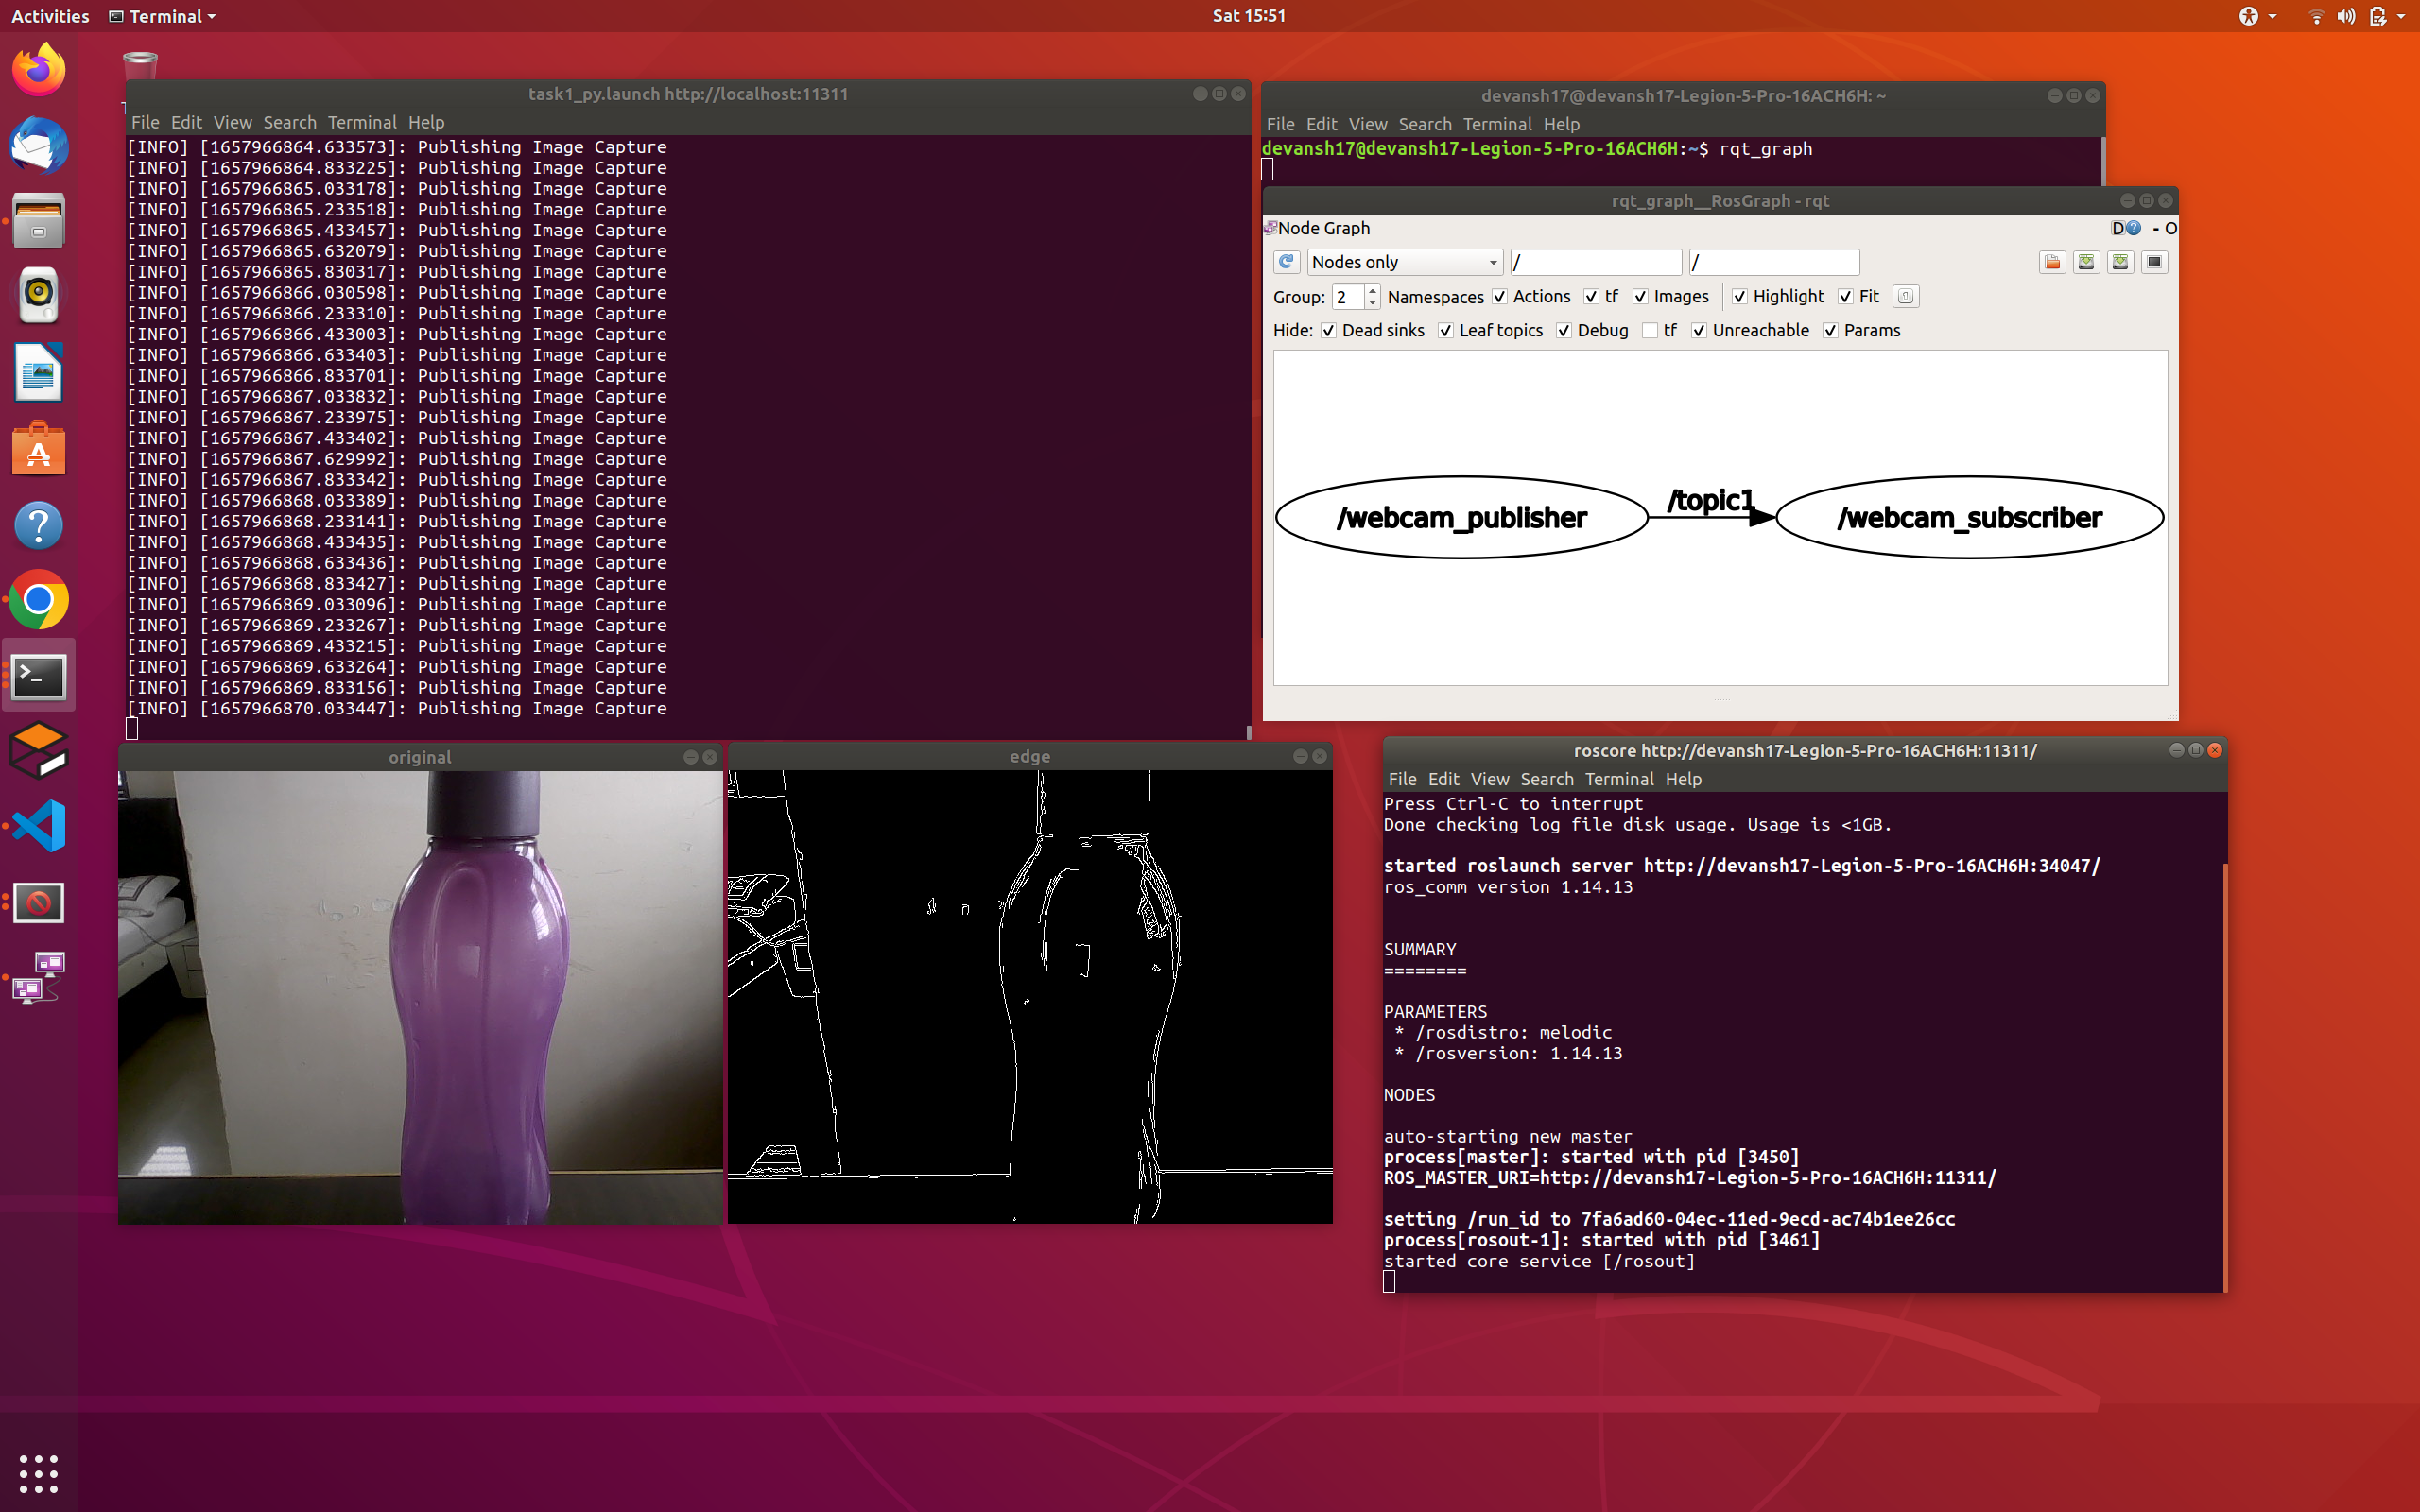 Activities Terminal Sat 15:51
task1_py.launch http://localhost:11311
File Edit View Search Terminal Help
[INFO] [1657966864.633573]: Publishing Image Capture
[INFO] [1657966864.833225]: Publishing Image Capture
[INFO] [1657966865.033178]: Publishing Image Capture
[INFO] [1657966865.233518]: Publishing Image Capture
[INFO] [1657966865.433457]: Publishing Image Capture
[INFO] [1657966865.632079]: Publishing Image Capture
[INFO] [1657966865.830317]: Publishing Image Capture
[INFO] [1657966866.030598]: Publishing Image Capture
[INFO] [1657966866.233310]: Publishing Image Capture
[INFO] [1657966866.433003]: Publishing Image Capture
[INFO] [1657966866.633403]: Publishing Image Capture
[INFO] [1657966866.833701]: Publishing Image Capture
[INFO] [1657966867.033832]: Publishing Image Capture
[INFO] [1657966867.233975]: Publishing Image Capture
[INFO] [1657966867.433402]: Publishing Image Capture
[INFO] [1657966867.629992]: Publishing Image Capture
[INFO] [1657966867.833342]: Publishing Image Capture
[INFO] [1657966868.033389]: Publishing Image Capture
[INFO] [1657966868.233141]: Publishing Image Capture
[INFO] [1657966868.433435]: Publishing Image Capture
[INFO] [1657966868.633436]: Publishing Image Capture
[INFO] [1657966868.833427]: Publishing Image Capture
[INFO] [1657966869.033096]: Publishing Image Capture
[INFO] [1657966869.233267]: Publishing Image Capture
[INFO] [1657966869.433215]: Publishing Image Capture
[INFO] [1657966869.633264]: Publishing Image Capture
[INFO] [1657966869.833156]: Publishing Image Capture
[INFO] [1657966870.033447]: Publishing Image Capture
devansh17@devansh17-Legion-5-Pro-16ACH6H: ~
File Edit View Search Terminal Help
devansh17@devansh17-Legion-5-Pro-16ACH6H:~$ rqt_graph
rqt_graph__RosGraph - rqt
Node Graph D - O
Nodes only / /
Group: 2 Namespaces Actions tf Images Highlight Fit
Hide: Dead sinks Leaf topics Debug tf Unreachable Params
/webcam_publisher /topic1 /webcam_subscriber
original
edge
roscore http://devansh17-Legion-5-Pro-16ACH6H:11311/
File Edit View Search Terminal Help
Press Ctrl-C to interrupt
Done checking log file disk usage. Usage is <1GB.
started roslaunch server http://devansh17-Legion-5-Pro-16ACH6H:34047/
ros_comm version 1.14.13
SUMMARY
========
PARAMETERS
* /rosdistro: melodic
* /rosversion: 1.14.13
NODES
auto-starting new master
process[master]: started with pid [3450]
ROS_MASTER_URI=http://devansh17-Legion-5-Pro-16ACH6H:11311/
setting /run_id to 7fa6ad60-04ec-11ed-9ecd-ac74b1ee26cc
process[rosout-1]: started with pid [3461]
started core service [/rosout]